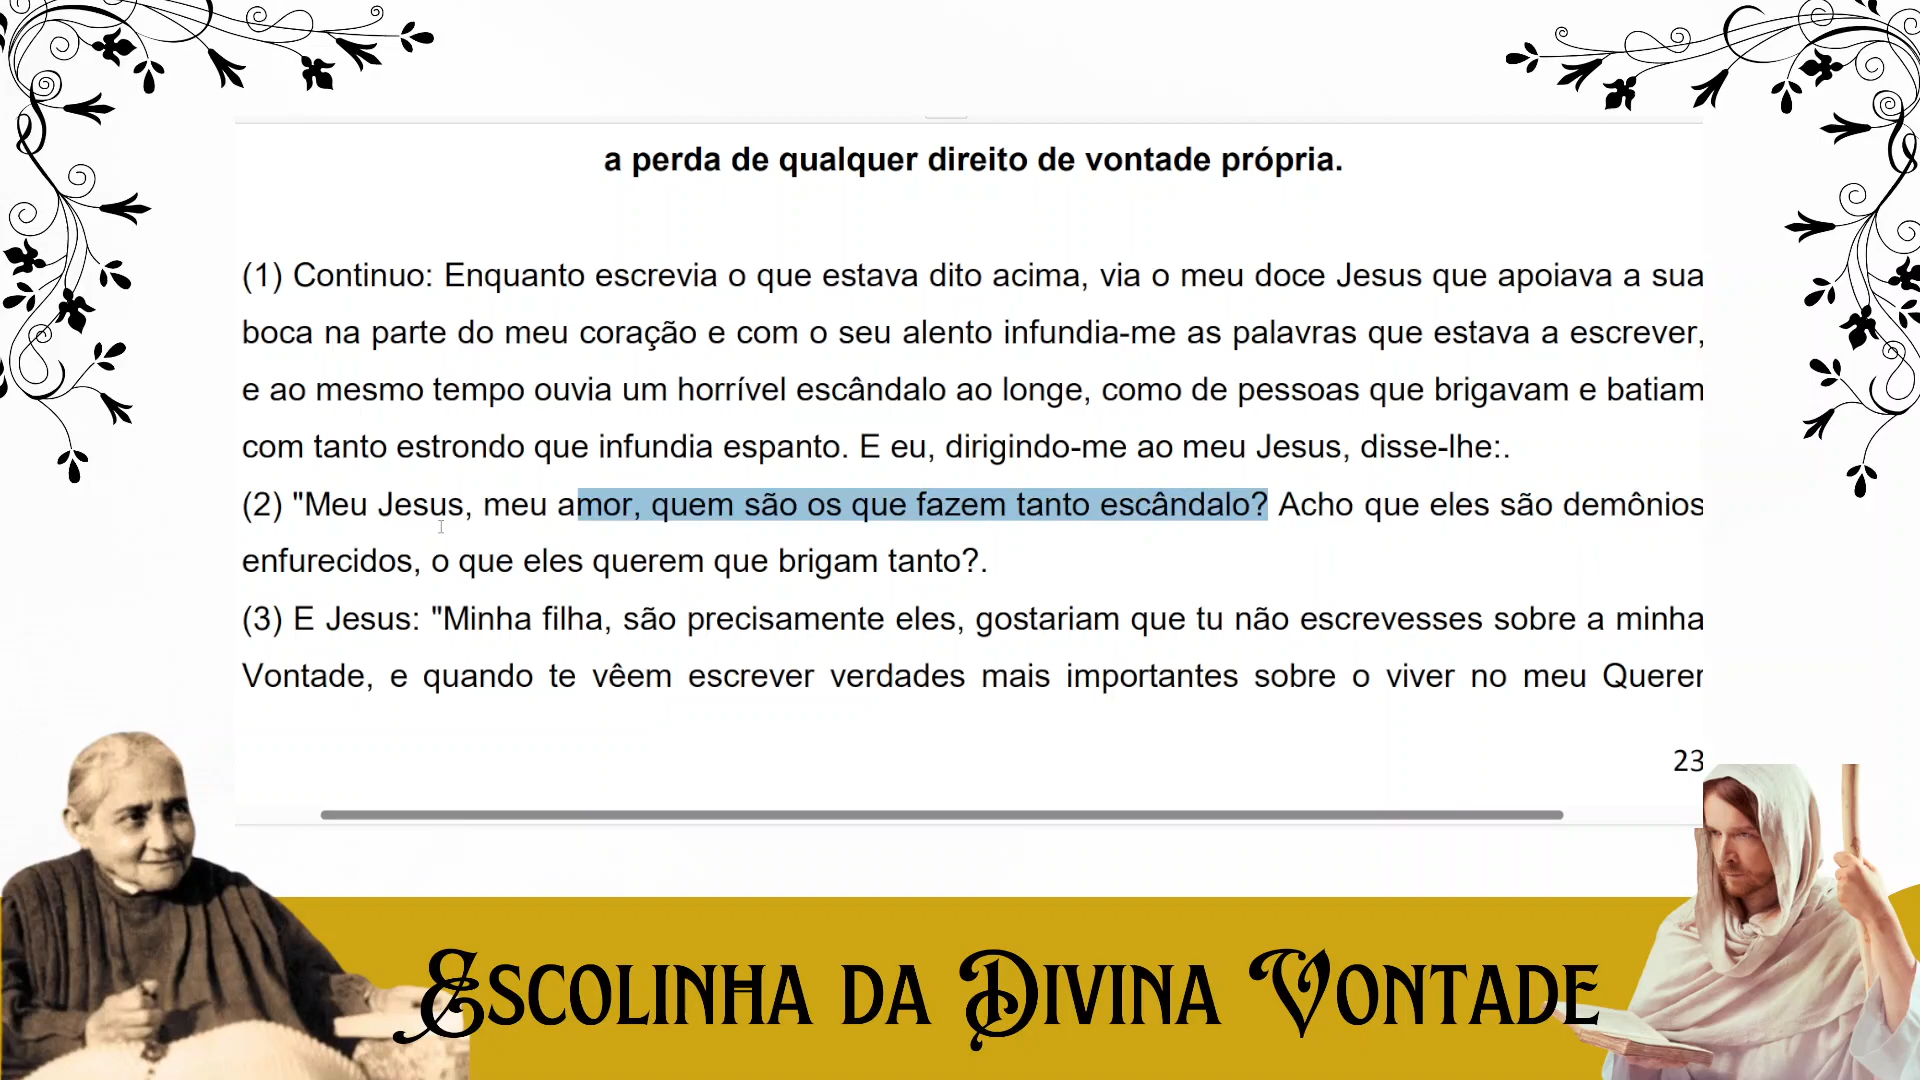 a perda de qualquer direito de vontade própria.
(1) Continuo: Enquanto escrevia o que estava dito acima, via o meu doce Jesus que apoiava a sua
boca na parte do meu coração e com o seu alento infundia-me as palavras que estava a escrever,
e ao mesmo tempo ouvia um horrível escândalo ao longe, como de pessoas que brigavam e batiam
com tanto estrondo que infundia espanto. E eu, dirigindo-me ao meu Jesus, disse-lhe:.
(2) "Meu Jesus, meu amor, quem são os que fazem tanto escândalo? Acho que eles são demônios
enfurecidos, o que eles querem que brigam tanto?.
(3) E Jesus: "Minha filha, são precisamente eles, gostariam que tu não escrevesses sobre a minha
Vontade, e quando te vêem escrever verdades mais importantes sobre o viver no meu Querer
23
Escolinha da Divina Vontade